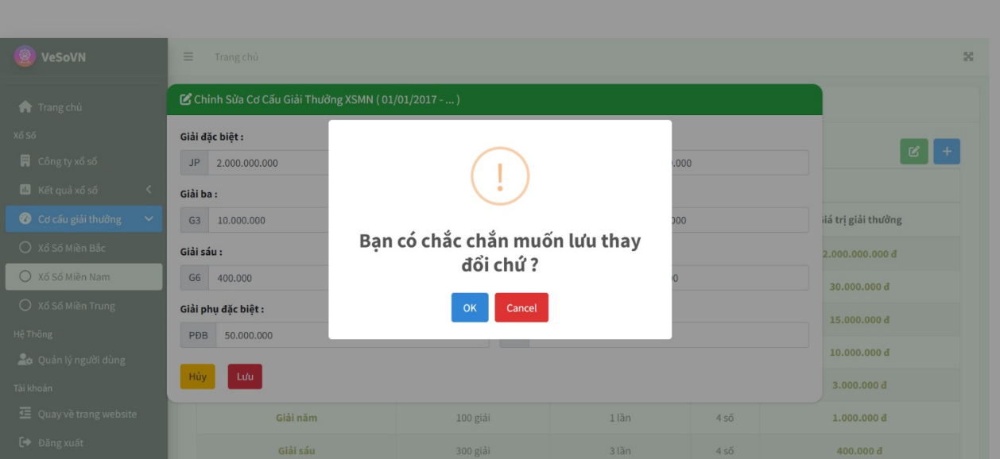 VeSoVN
Trang chủ
Trang chủ
Xổ Số
Công ty xổ số
Kết quả xổ số
Cơ cấu giải thưởng
Xổ Số Miền Bắc
Xổ Số Miền Nam
Xổ Số Miền Trung
Hệ Thống
Quản lý người dùng
Tài khoản
Quay về trang website
Đăng xuất
Chỉnh Sửa Cơ Cấu Giải Thưởng XSMN ( 01/01/2017 - ... )
Giải đặc biệt :
JP 2.000.000.000
.000
Giải ba :
G3 10.000.000
000
Giải sáu :
G6 400.000
Giải phụ đặc biệt :
PĐB 50.000.000
Hủy Lưu
!
Bạn có chắc chắn muốn lưu thay
đổi chứ ?
OK Cancel
+
iá trị giải thưởng
2.000.000.000 đ
30.000.000 đ
15.000.000 đ
10.000.000 đ
3.000.000 đ
Giải năm 100 giải 1 lần 4 số 1.000.000 đ
Giải sáu 300 giải 3 lần 4 số 400.000 đ